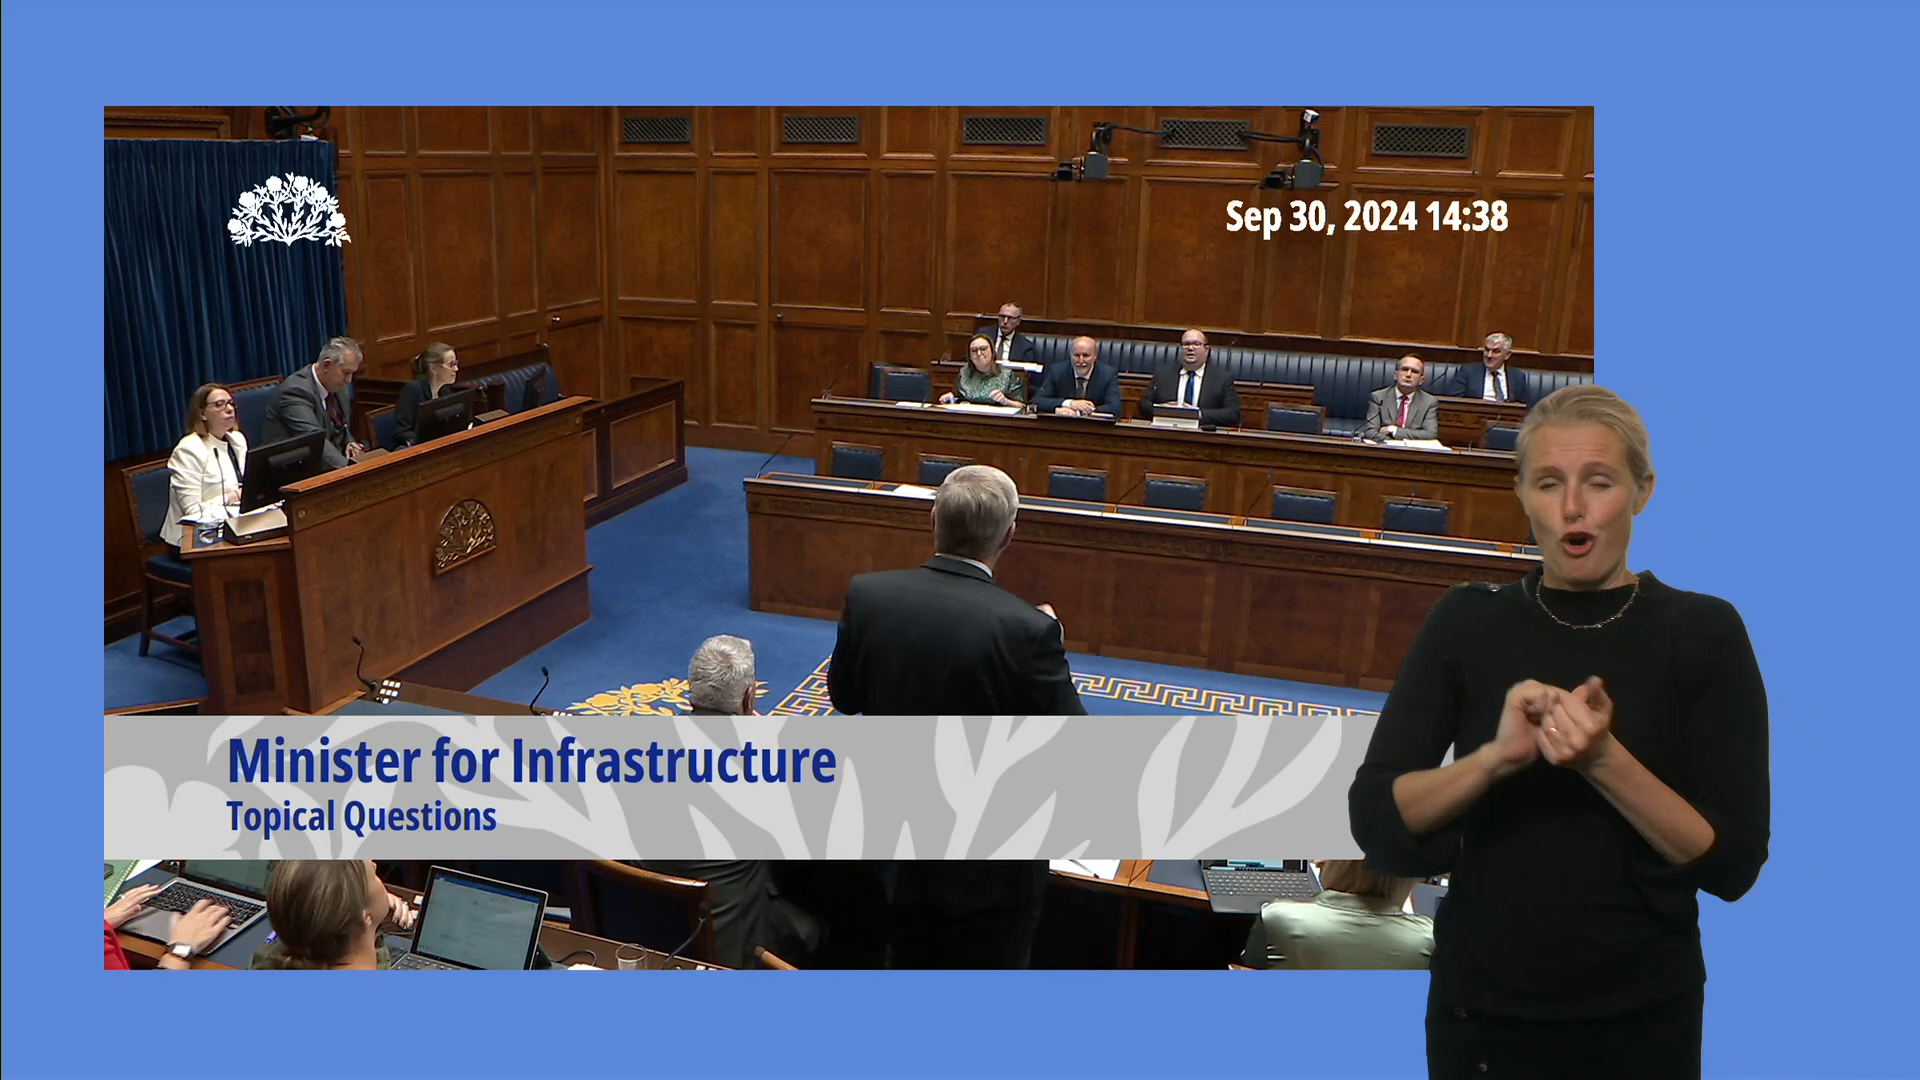 Sep 30, 2024 14:38
Minister for Infrastructure
Topical Questions